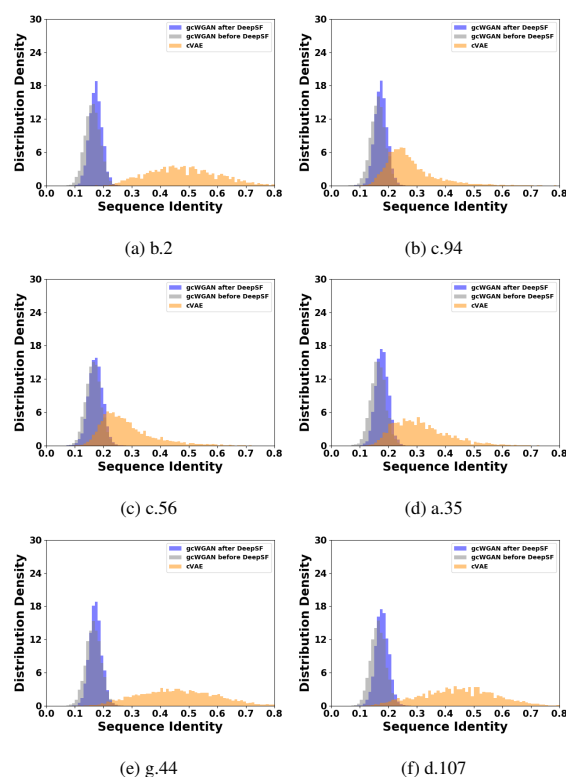 30
24
18
12
6
0
Distribution Density
gcWGAN after DeepSF
gcWGAN before DeepSF
cVAE
0.0 0.1 0.2 0.3 0.4 0.5 0.6 0.7 0.8
Sequence Identity
(a) b.2
30
24
18
12
6
0
Distribution Density
gcWGAN after DeepSF
gcWGAN before DeepSF
cVAE
0.0 0.1 0.2 0.3 0.4 0.5 0.6 0.7 0.8
Sequence Identity
(b) c.94
30
24
18
12
6
0
Distribution Density
gcWGAN after DeepSF
gcWGAN before DeepSF
cVAE
0.0 0.1 0.2 0.3 0.4 0.5 0.6 0.7 0.8
Sequence Identity
(c) c.56
30
24
18
12
6
0
Distribution Density
gcWGAN after DeepSF
gcWGAN before DeepSF
cVAE
0.0 0.1 0.2 0.3 0.4 0.5 0.6 0.7 0.8
Sequence Identity
(d) a.35
30
24
18
12
6
0
Distribution Density
gcWGAN after DeepSF
gcWGAN before DeepSF
cVAE
0.0 0.1 0.2 0.3 0.4 0.5 0.6 0.7 0.8
Sequence Identity
(e) g.44
30
24
18
12
6
0
Distribution Density
gcWGAN after DeepSF
gcWGAN before DeepSF
cVAE
0.0 0.1 0.2 0.3 0.4 0.5 0.6 0.7 0.8
Sequence Identity
(f) d.107